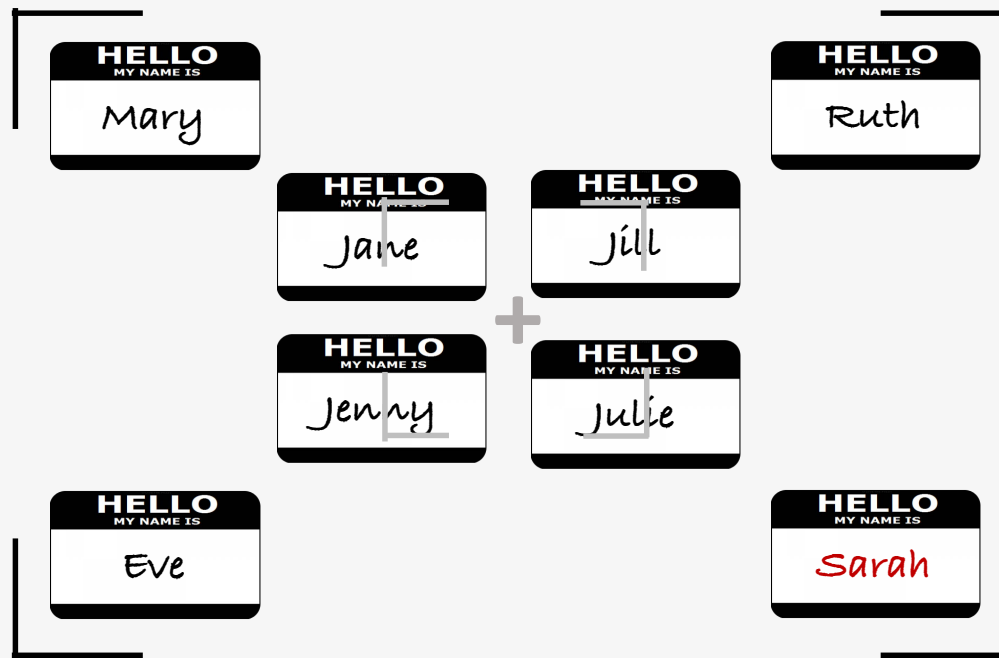 HELLO
MY NAME IS
Mary
HELLO
MY NAME IS
Ruth
HELLO
MY NAME IS
Jane
HELLO
MY NAME IS
Jill
HELLO
MY NAME IS
Jenny
HELLO
MY NAME IS
Julie
HELLO
MY NAME IS
Eve
HELLO
MY NAME IS
Sarah